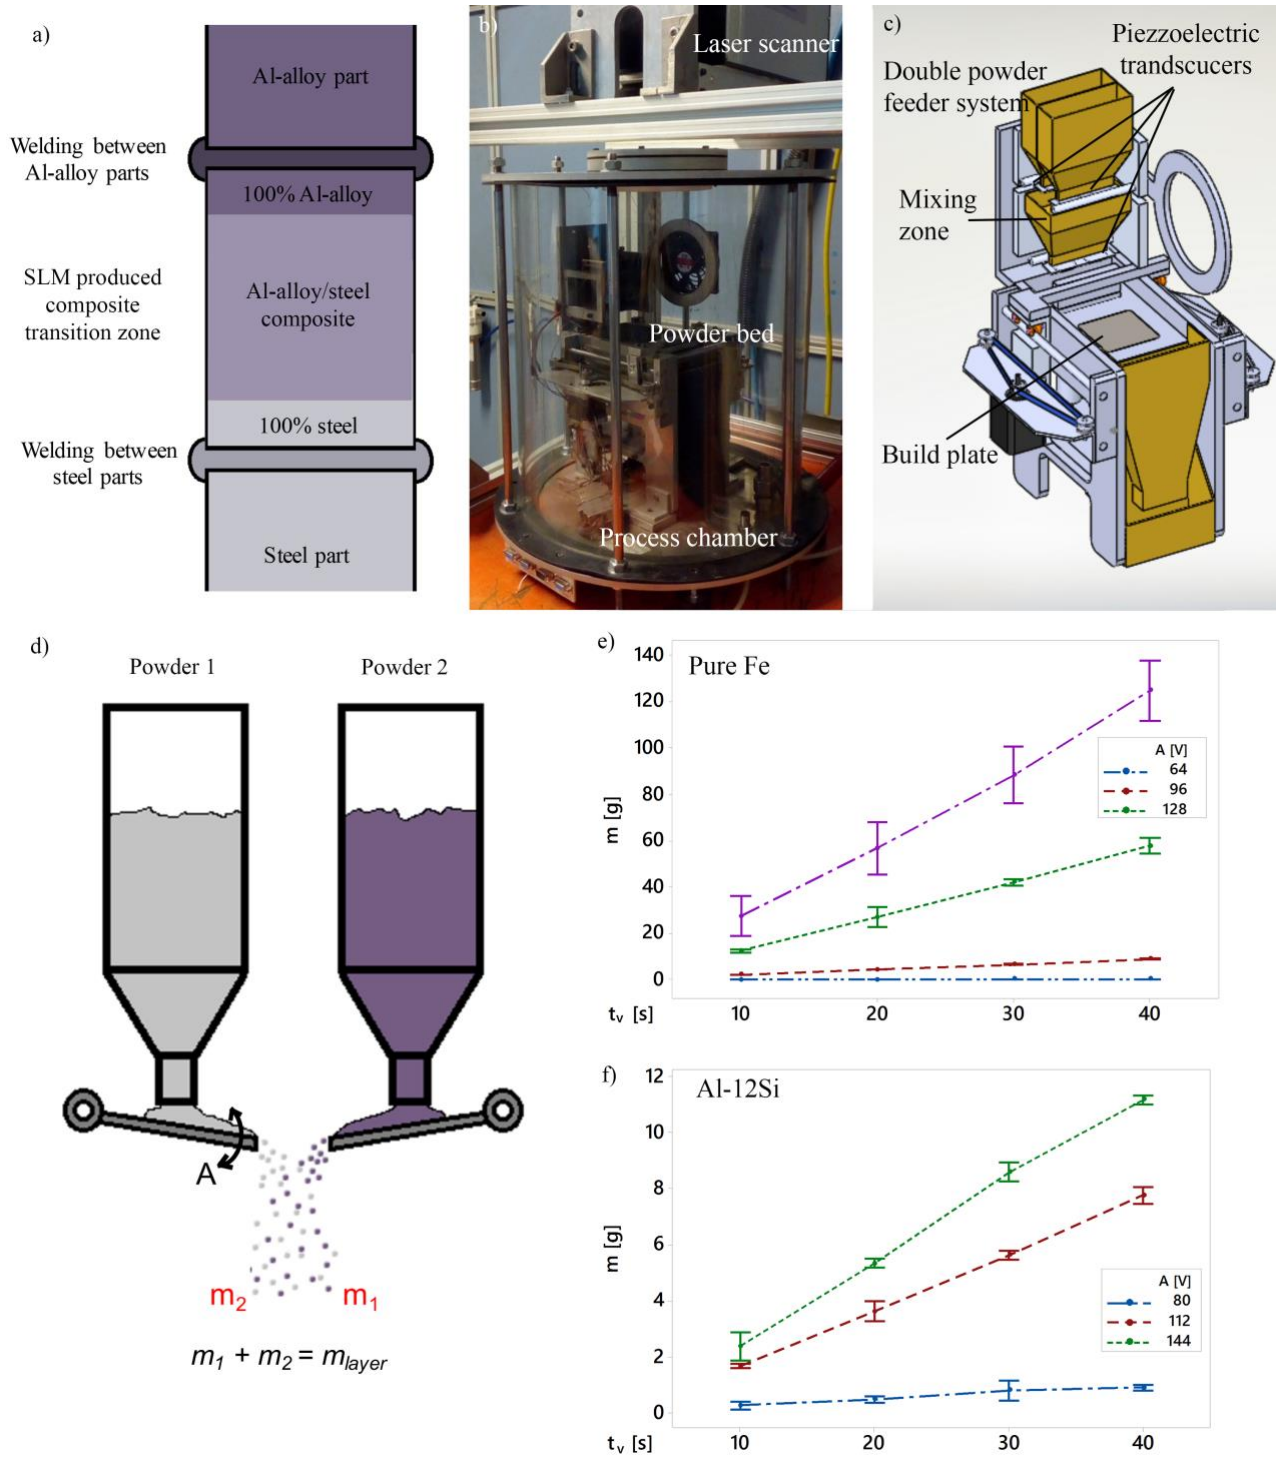 a)
Al-alloy part
Welding between
Al-alloy parts
100% Al-alloy
SLM produced
composite
transition zone
Al-alloy/steel
composite
100% steel
Welding between
steel parts
Steel part
b)
Laser scanner
Powder bed
Process chamber
c)
Piezzoelectric
trandscucers
Double powder
feeder system
Mixing
zone
Build plate
d)
Powder 1
Powder 2
A
m2
m1
m1 + m2 = mlayer
e)
Pure Fe
140
120
100
80
60
40
20
0
m [g]
A [V]
64
96
128
tv [s]
10
20
30
40
f)
Al-12Si
12
10
8
6
4
2
0
m [g]
A [V]
80
112
144
tv [s]
10
20
30
40